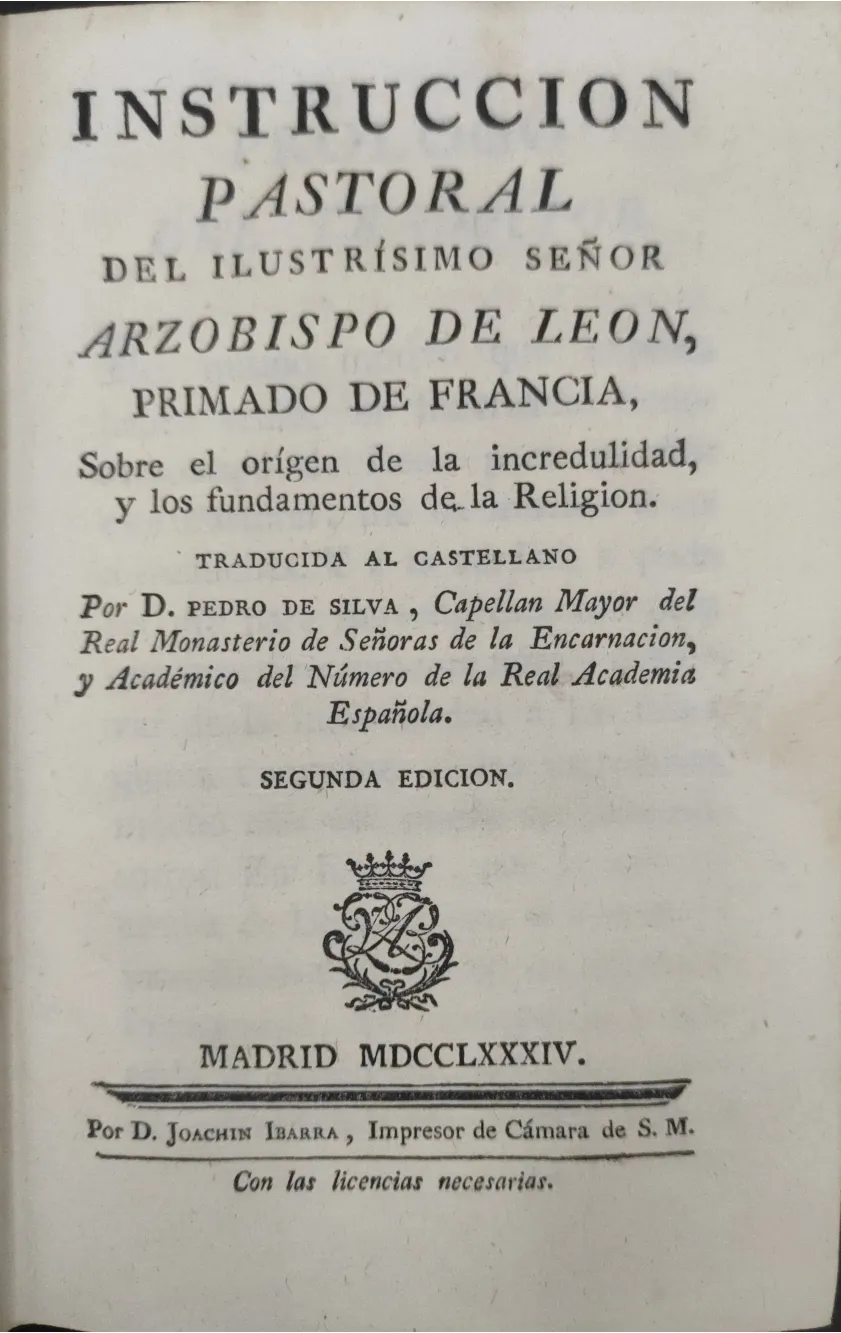 INSTRUCCION
PASTORAL
DEL ILUSTRÍSIMO SEÑOR
ARZOBISPO DE LEON,
PRIMADO DE FRANCIA,
Sobre el orígen de la incredulidad,
y los fundamentos de la Religion.
TRADUCIDA AL CASTELLANO
Por D. PEDRO DE SILVA, Capellan Mayor del
Real Monasterio de Señoras de la Encarnacion,
y Académico del Número de la Real Academia
Española.
SEGUNDA EDICION.
MADRID MDCCLXXXIV.
Por D. JOACHIN IBARRA, Impresor de Cámara de S. M.
Con las licencias necesarias.